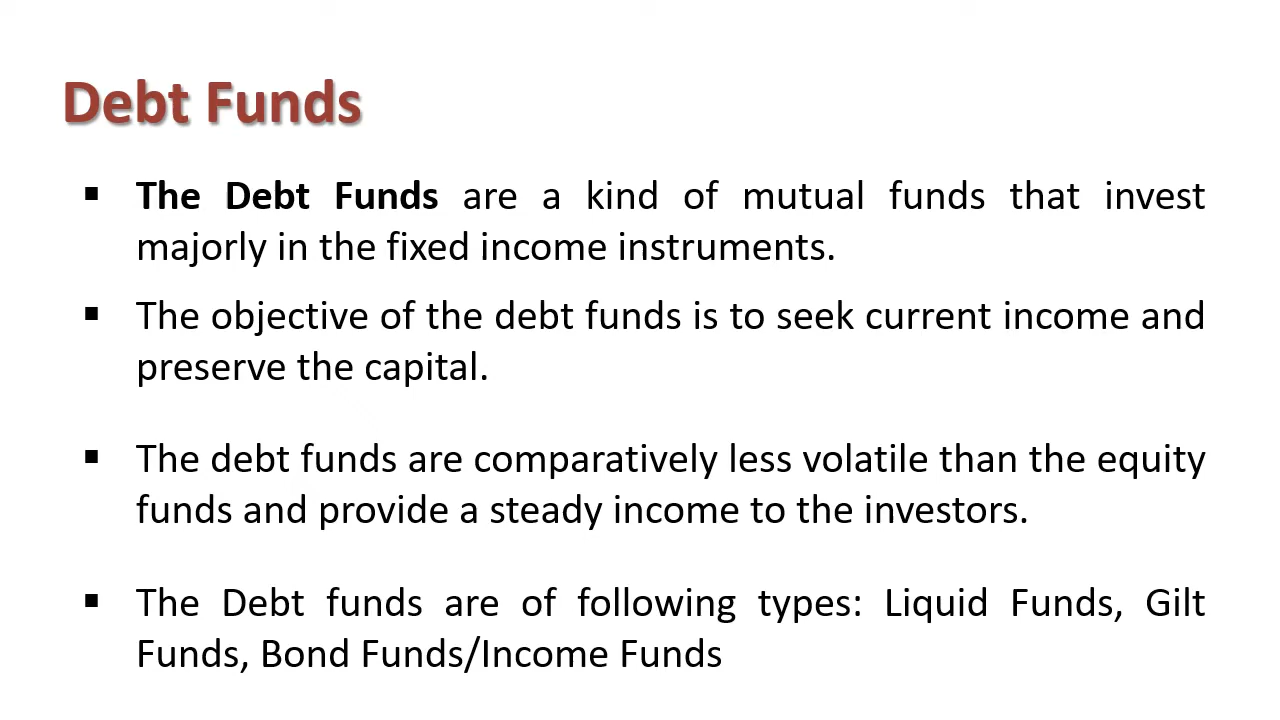 Debt Funds
▪ The Debt Funds are a kind of mutual funds that invest
majorly in the fixed income instruments.
▪ The objective of the debt funds is to seek current income and
preserve the capital.
▪ The debt funds are comparatively less volatile than the equity
funds and provide a steady income to the investors.
▪ The Debt funds are of following types: Liquid Funds, Gilt
Funds, Bond Funds/Income Funds